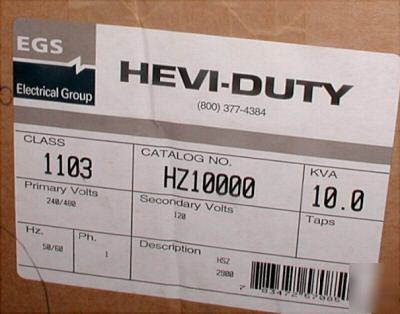 EGS
Electrical Group
HEVI-DUTY
(800) 377-4384
CLASS
1103
CATALOG NO.
HZ10000
KVA
10.0
Primary Volts
240/480
Secondary Volts
120
Taps
Hz.
50/60
Ph.
1
Description
HSZ
2900